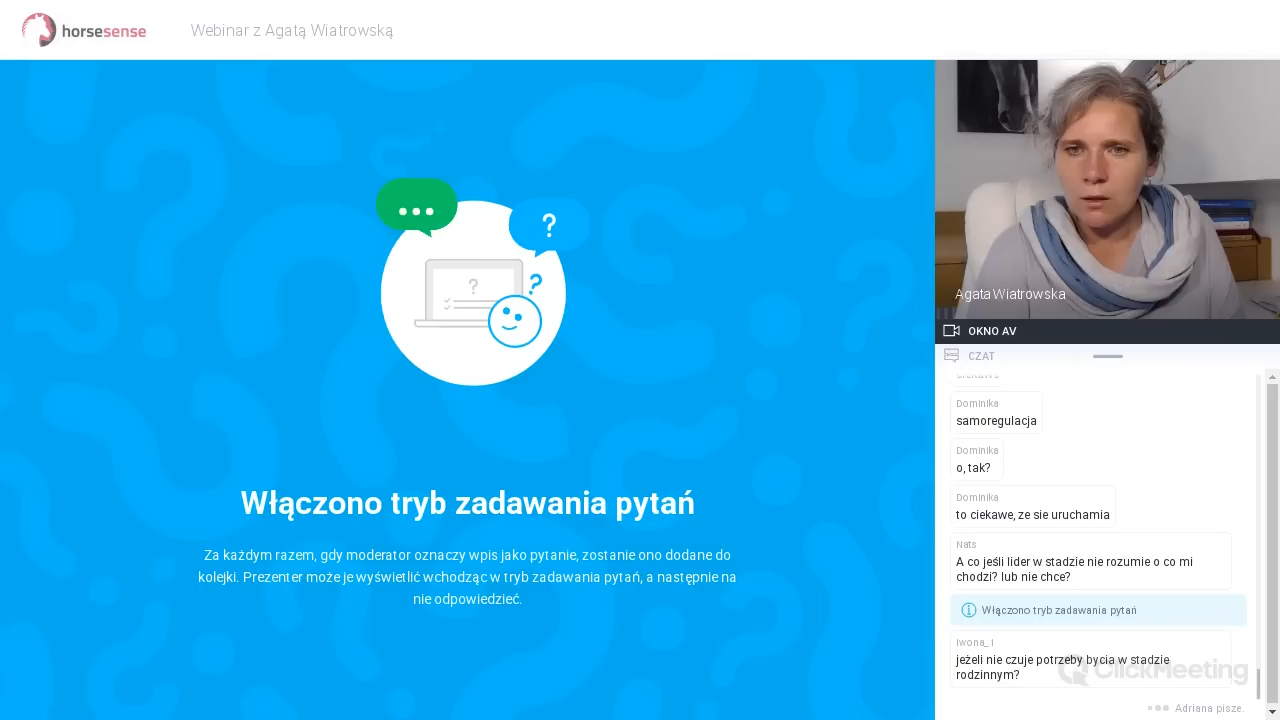 horsesense
Webinar z Agatą Wiatrowską
Włączono tryb zadawania pytań
Za każdym razem, gdy moderator oznaczy wpis jako pytanie, zostanie ono dodane do
kolejki. Prezenter może je wyświetlić wchodząc w tryb zadawania pytań, a następnie na
nie odpowiedzieć.
Agata Wiatrowska
OKNO AV
CZAT
Dominika
samoregulacja
Dominika
o, tak?
Dominika
to ciekawe, ze sie uruchamia
Nats
A co jeśli lider w stadzie nie rozumie o co mi
chodzi? lub nie chce?
Włączono tryb zadawania pytań
Iwona_1
jeżeli nie czuje potrzeby bycia w stadzie
rodzinnym?
ClickMeeting
Adriana pisze.